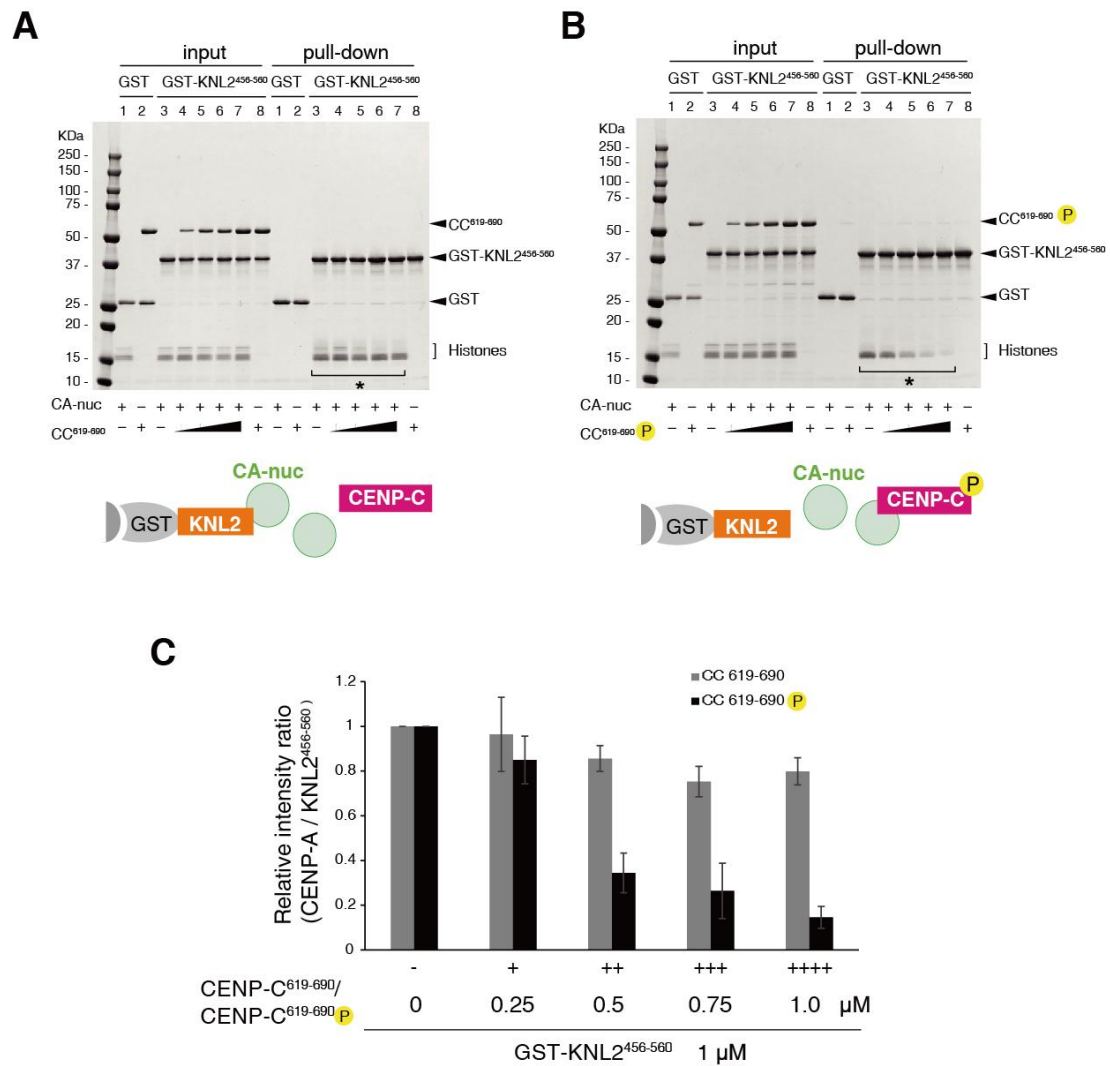 A
input pull-down
GST GST-KNL2456-560 GST GST-KNL2456-560
1 2 3 4 5 6 7 8 1 2 3 4 5 6 7 8
KDa
250 -
150 -
100 -
75 -
50 -
37 -
25 -
20 -
15 -
10 -
CC619-690
GST-KNL2456-560
GST
Histones
*
CA-nuc + − + + + + + − + − + + + + + −
CC619-690 − + − + − + − +
CA-nuc
CENP-C
GST KNL2
B
input pull-down
GST GST-KNL2456-560 GST GST-KNL2456-560
1 2 3 4 5 6 7 8 1 2 3 4 5 6 7 8
KDa
250 -
150 -
100 -
75 -
50 -
37 -
25 -
20 -
15 -
10 -
CC619-690 P
GST-KNL2456-560
GST
Histones
*
CA-nuc + − + + + + + − + − + + + + + −
CC619-690 P − + − + − + − +
CA-nuc
P
CENP-C
GST KNL2
C
Relative intensity ratio
(CENP-A / KNL2456-560)
1.2
1
0.8
0.6
0.4
0.2
0
CC 619-690
CC 619-690 P
- + ++ +++ ++++
CENP-C619-690/
CENP-C619-690 P
0 0.25 0.5 0.75 1.0 µM
GST-KNL2456-560 1 µM